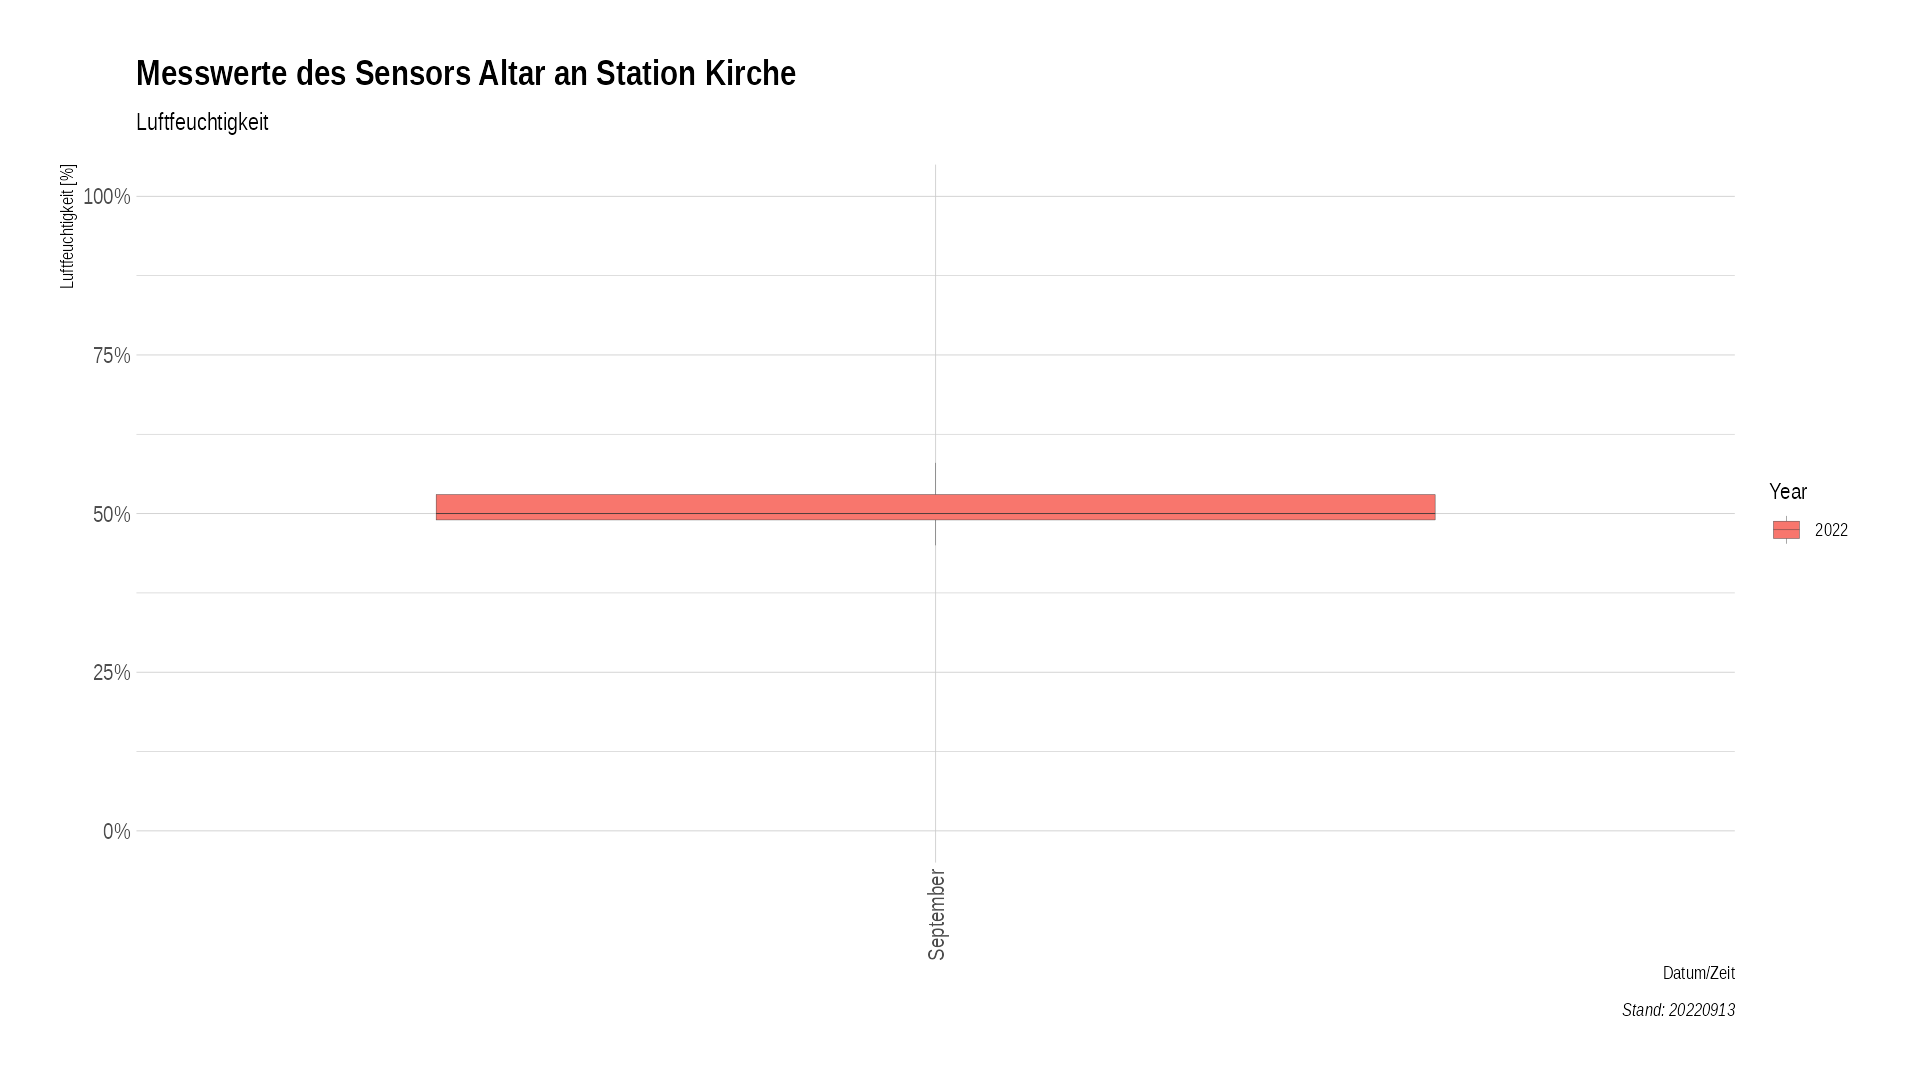 Messwerte des Sensors Altar an Station Kirche
Luftfeuchtigkeit
Luftfeuchtigkeit [%]
100%
75%
50%
25%
0%
September
Datum/Zeit
Stand: 20220913
Year
2022